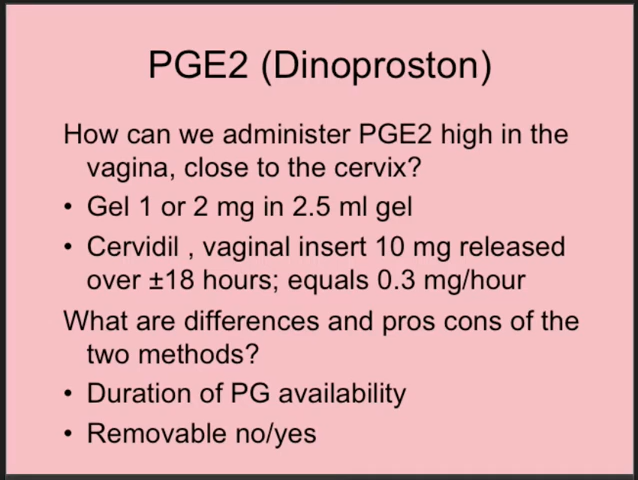 PGE2 (Dinoproston)
How can we administer PGE2 high in the
vagina, close to the cervix?
• Gel 1 or 2 mg in 2.5 ml gel
• Cervidil , vaginal insert 10 mg released
over ±18 hours; equals 0.3 mg/hour
What are differences and pros cons of the
two methods?
• Duration of PG availability
• Removable no/yes